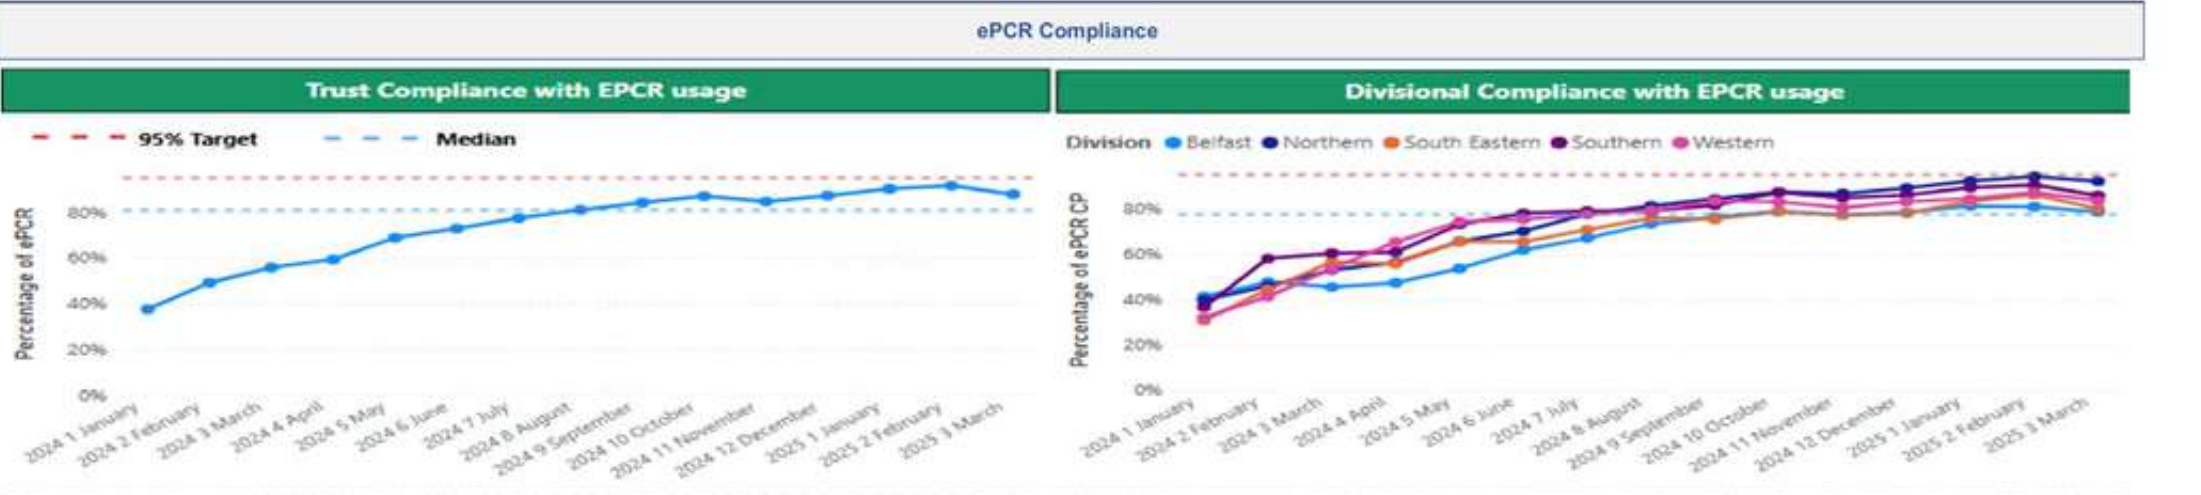 ePCR Compliance
Trust Compliance with EPCR usage
95% Target Median
Percentage of ePCR
80%
60%
40%
20%
0%
2024 1 January
2024 2 February
2024 3 March
2024 4 April
2024 5 May
2024 6 June
2024 7 July
2024 8 August
2024 9 September
2024 10 October
2024 11 November
2024 12 December
2025 1 January
2025 2 February
2025 3 March
Divisional Compliance with EPCR usage
Division Belfast Northern South Eastern Southern Western
Percentage of ePCR CP
80%
60%
40%
20%
0%
2024 1 January
2024 2 February
2024 3 March
2024 4 April
2024 5 May
2024 6 June
2024 7 July
2024 8 August
2024 9 September
2024 10 October
2024 11 November
2024 12 December
2025 1 January
2025 2 February
2025 3 March